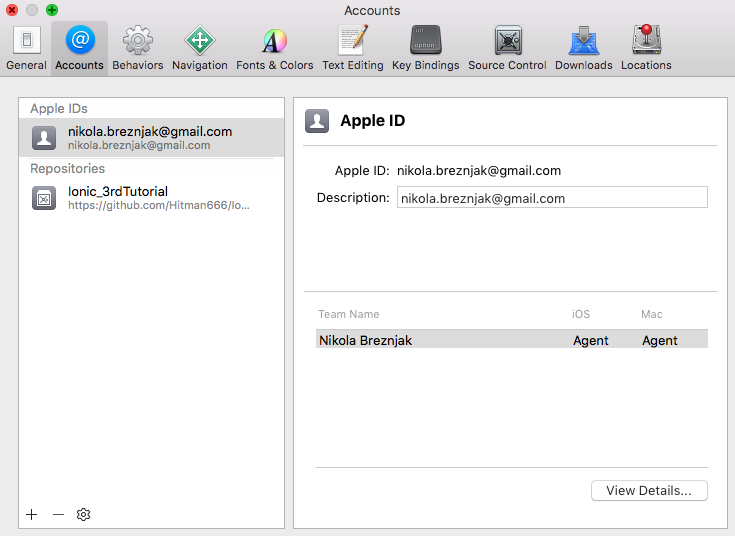 Accounts
General
Accounts
Behaviors
Navigation
Fonts & Colors
Text Editing
Key Bindings
Source Control
Downloads
Locations
Apple IDs
nikola.breznjak@gmail.com
nikola.breznjak@gmail.com
Repositories
Ionic_3rdTutorial
https://github.com/Hitman666/Io...
Apple ID
Apple ID: nikola.breznjak@gmail.com
Description: nikola.breznjak@gmail.com
Team Name iOS Mac
Nikola Breznjak Agent Agent
View Details...